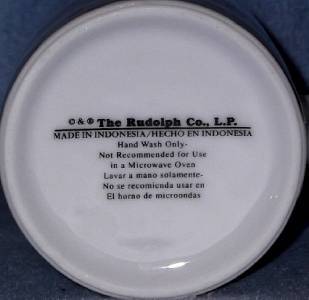 © & ® The Rudolph Co., L.P.
MADE IN INDONESIA/HECHO EN INDONESIA
Hand Wash Only-
Not Recommended for Use
in a Microwave Oven
Lavar a mano solamente-
No se recomienda usar en
El horno de microondas